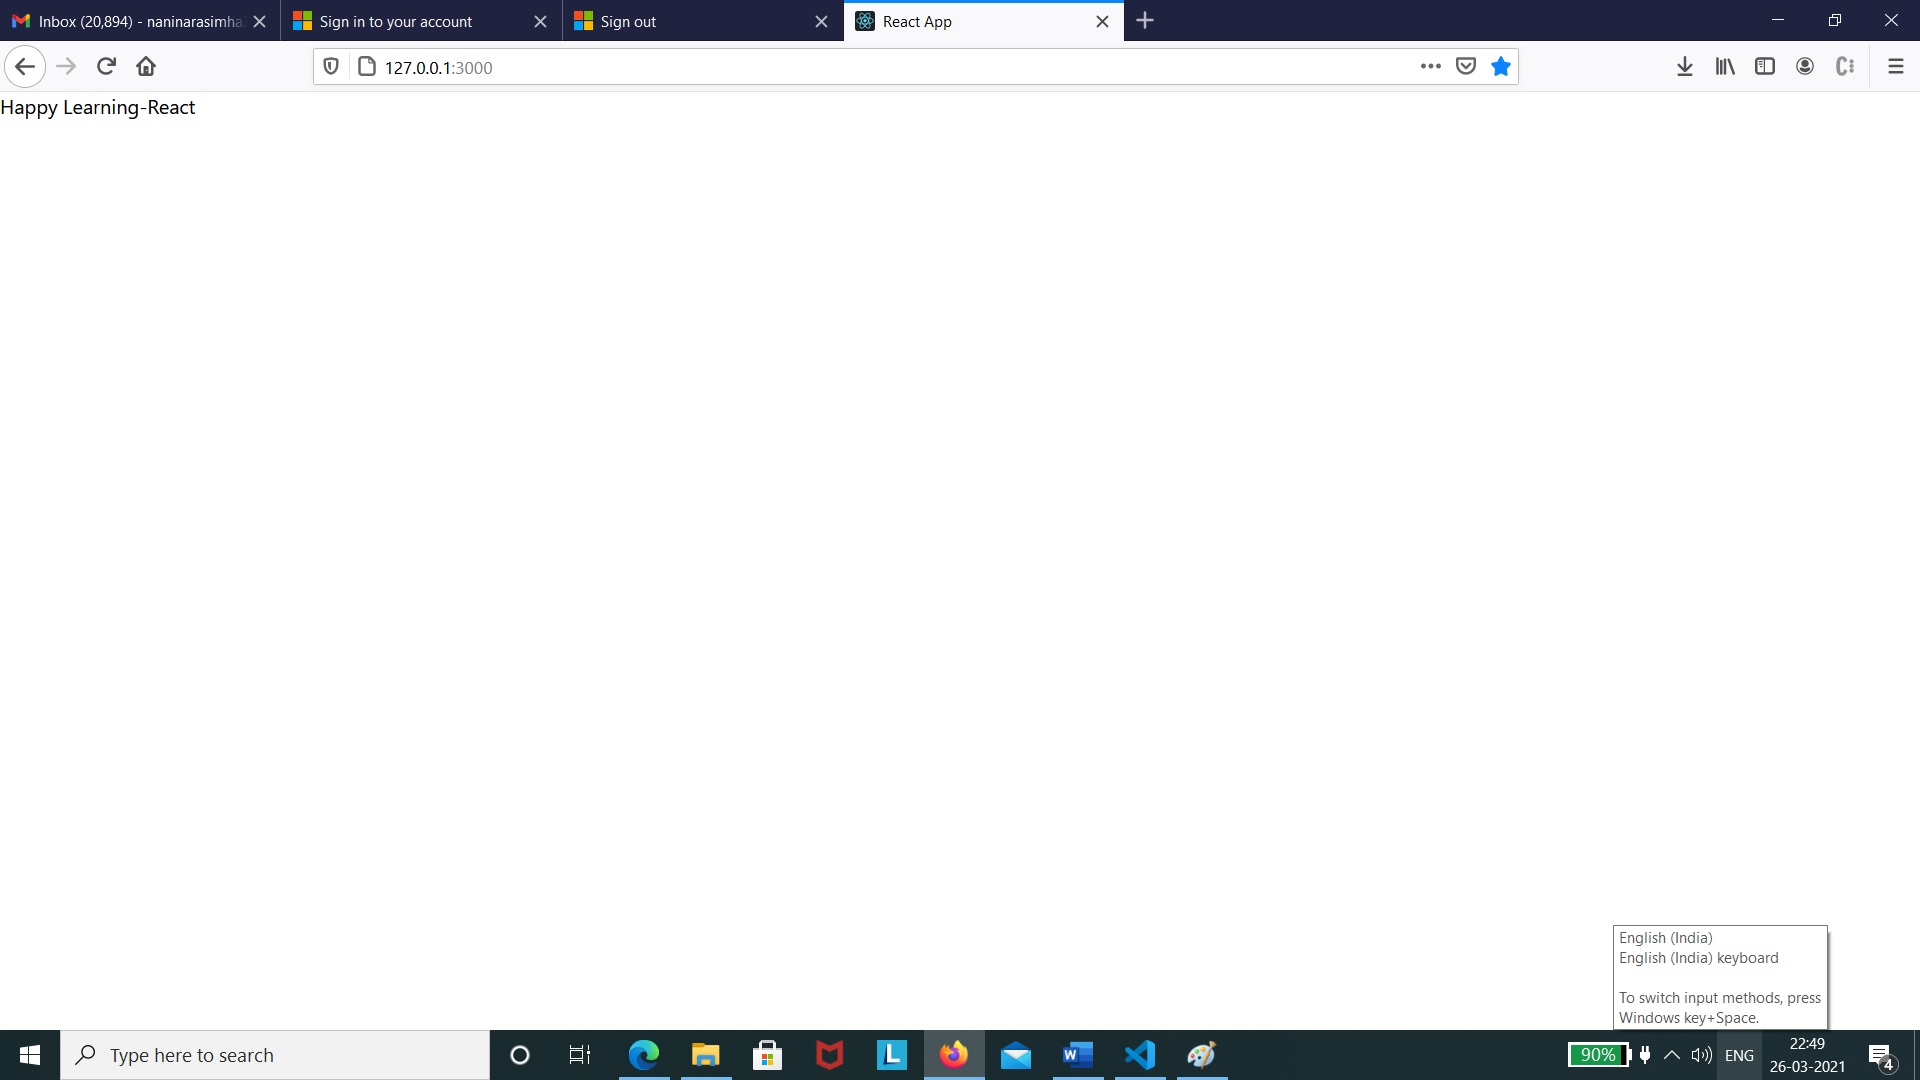 Inbox (20,894) - naninarasimha
Sign in to your account
Sign out
React App
127.0.0.1:3000
Happy Learning-React
English (India)
English (India) keyboard
To switch input methods, press
Windows key+Space.
Type here to search
L
W
90%
ENG
22:49
26-03-2021
4